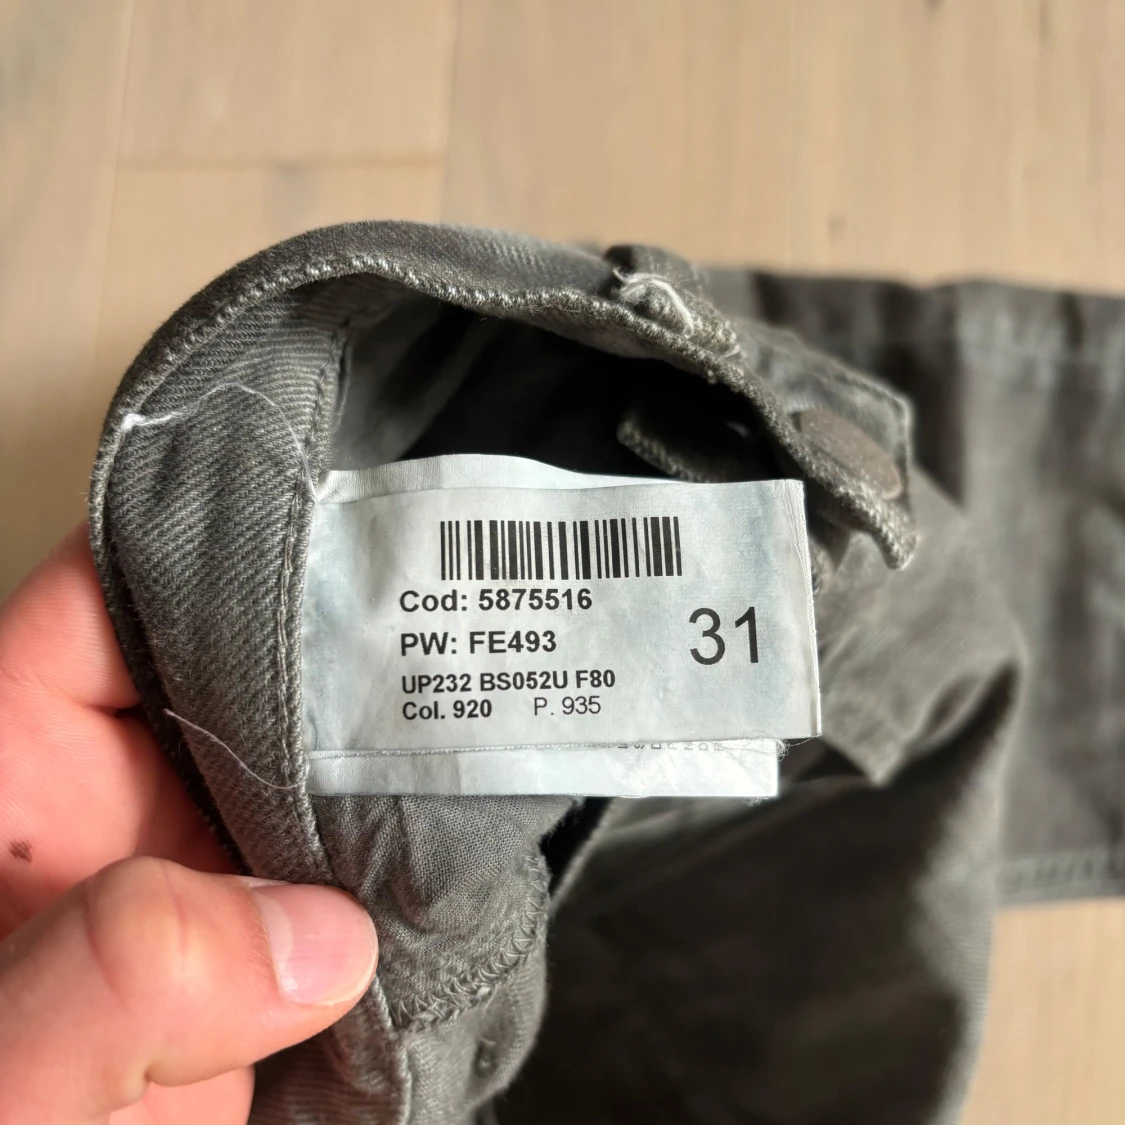 Cod: 5875516
PW: FE493
31
UP232 BS052U F80
Col. 920 P. 935